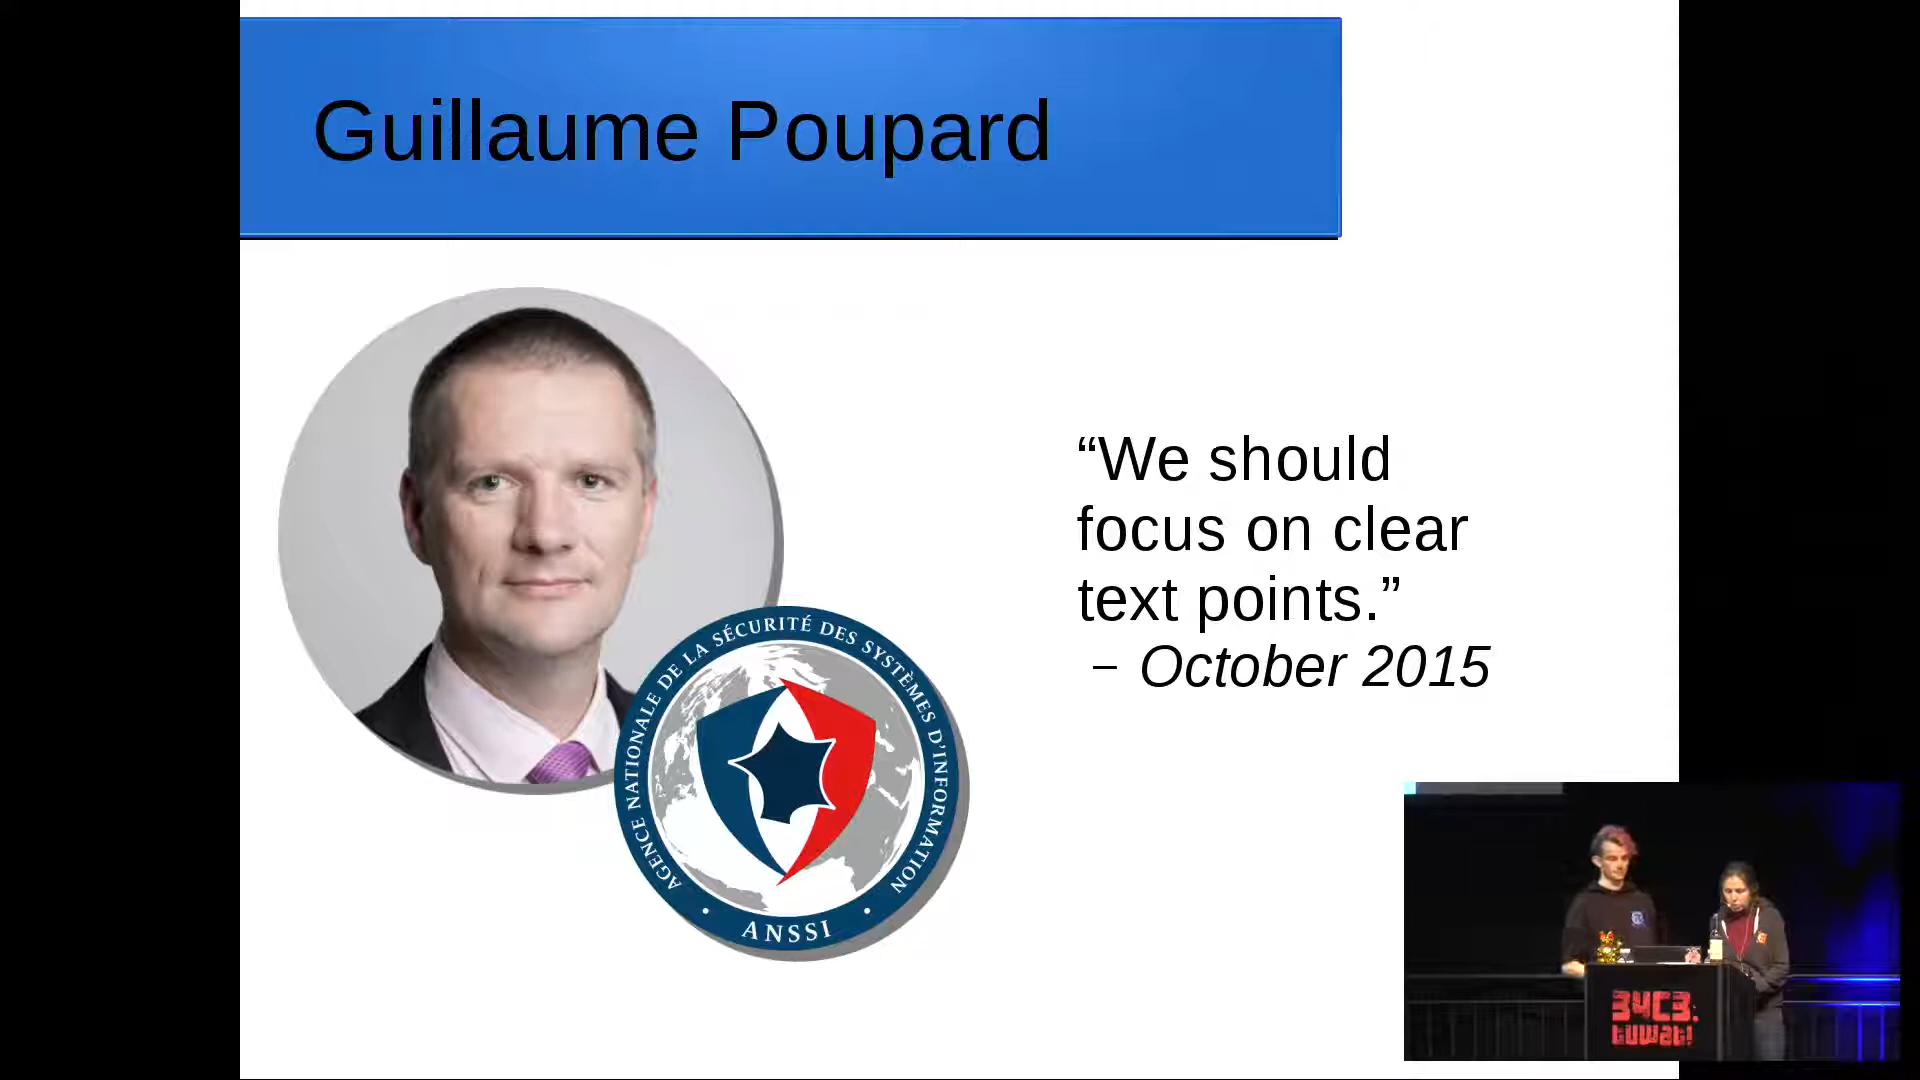 Guillaume Poupard
“We should
focus on clear
text points.”
– October 2015
AGENCE NATIONALE DE LA SÉCURITÉ DES SYSTÈMES D'INFORMATION
• ANSSI •
34C3.
tuwat!